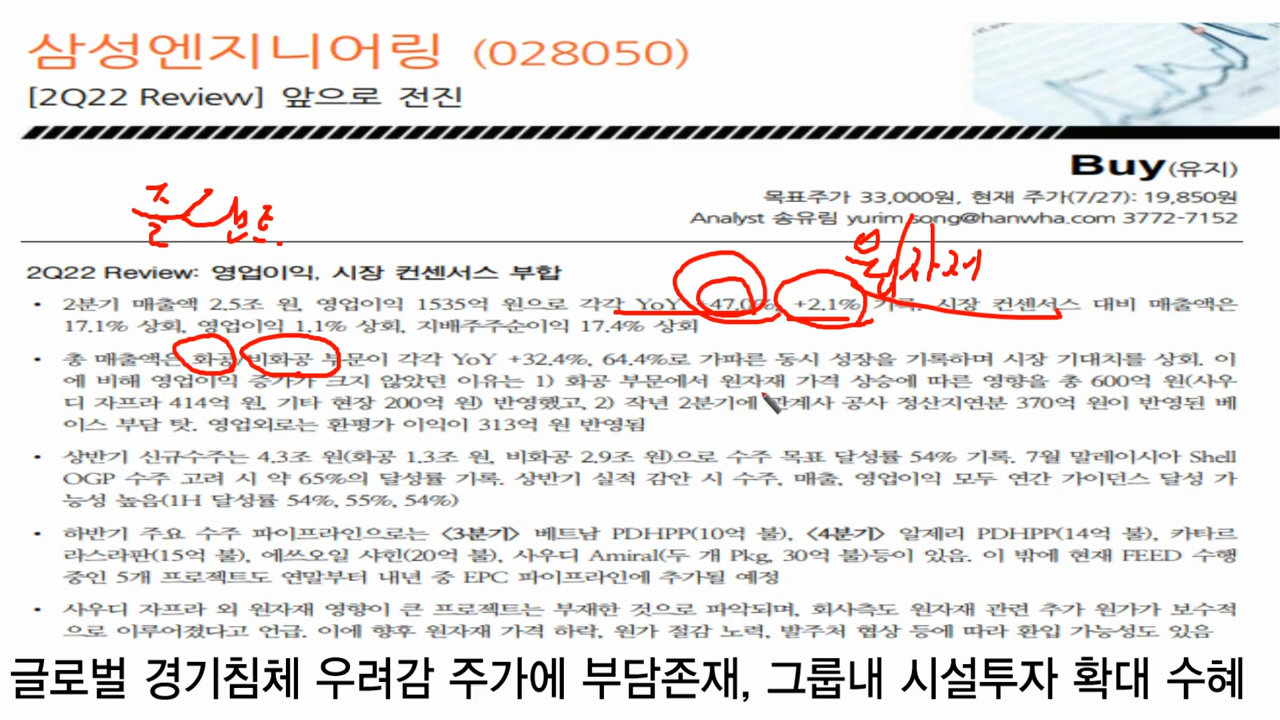 삼성엔지니어링 (028050)
[2Q22 Review] 앞으로 전진
Buy(유지)
목표주가 33,000원, 현재 주가(7/27): 19,850원
Analyst 송유림 yurim.song@hanwha.com 3772-7152
2Q22 Review: 영업이익, 시장 컨센서스 부합
• 2분기 매출액 2.5조 원, 영업이익 1535억 원으로 각각 YoY +47.0%, +2.1% 기록. 시장 컨센서스 대비 매출액은
17.1% 상회, 영업이익 1.1% 상회, 지배주주순이익 17.4% 상회
• 총 매출액은 화공/비화공 부문이 각각 YoY +32.4%, 64.4%로 가파른 동시 성장을 기록하며 시장 기대치를 상회. 이
에 비해 영업이익 증가가 크지 않았던 이유는 1) 화공 부문에서 원자재 가격 상승에 따른 영향을 총 600억 원(사우
디 자프라 414억 원, 기타 현장 200억 원) 반영했고, 2) 작년 2분기에 관계사 공사 정산지연분 370억 원이 반영된 베
이스 부담 탓. 영업외로는 환평가 이익이 313억 원 반영됨
• 상반기 신규수주는 4.3조 원(화공 1.3조 원, 비화공 2.9조 원)으로 수주 목표 달성률 54% 기록. 7월 말레이시아 Shell
OGP 수주 고려 시 약 65%의 달성률 기록. 상반기 실적 감안 시 수주, 매출, 영업이익 모두 연간 가이던스 달성 가
능성 높음(1H 달성률 54%, 55%, 54%)
• 하반기 주요 수주 파이프라인으로는 <3분기> 베트남 PDHPP(10억 불), <4분기> 알제리 PDHPP(14억 불), 카타르
라스라판(15억 불), 에쓰오일 샤힌(20억 불), 사우디 Amiral(두 개 Pkg, 30억 불)등이 있음. 이 밖에 현재 FEED 수행
중인 5개 프로젝트도 연말부터 내년 중 EPC 파이프라인에 추가될 예정
• 사우디 자프라 외 원자재 영향이 큰 프로젝트는 부재한 것으로 파악되며, 회사측도 원자재 관련 추가 원가가 보수적
으로 이루어졌다고 언급. 이에 향후 원자재 가격 하락, 원가 절감 노력, 발주처 협상 등에 따라 환입 가능성도 있음
글로벌 경기침체 우려감 주가에 부담존재, 그룹내 시설투자 확대 수혜